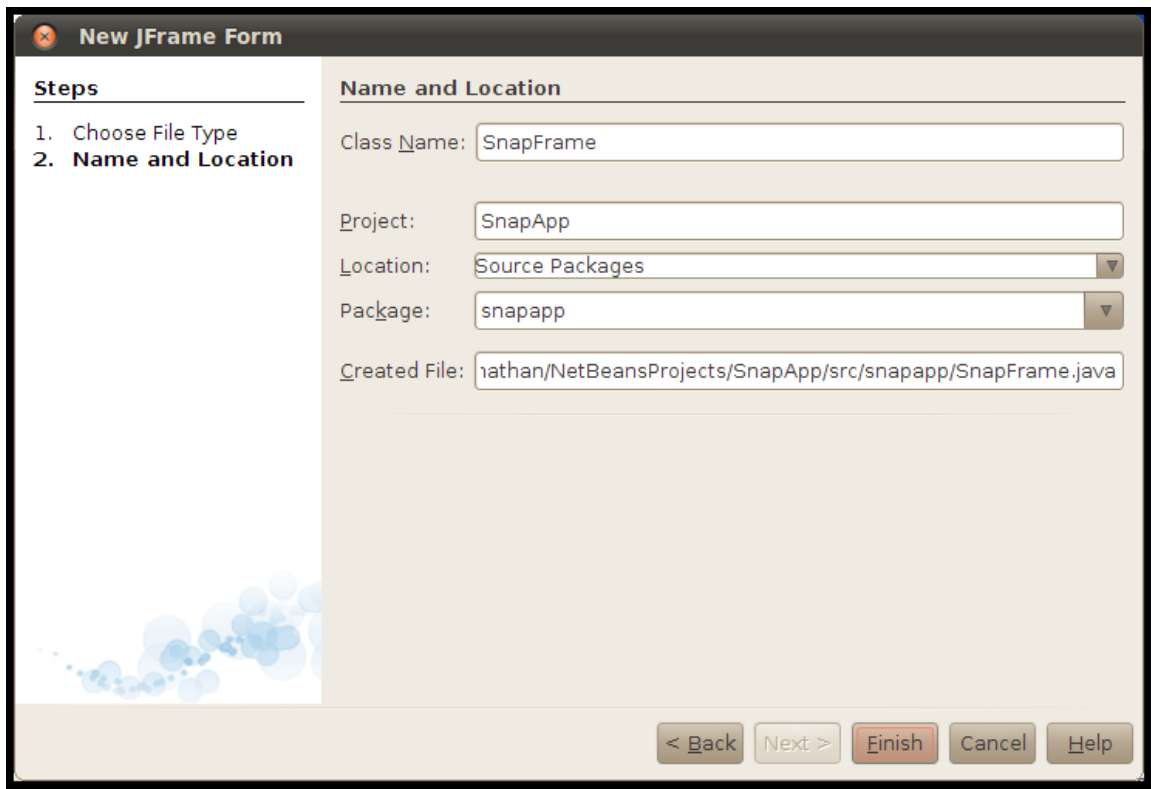 New JFrame Form
Steps
1. Choose File Type
2. Name and Location
Name and Location
Class Name: SnapFrame
Project: SnapApp
Location: Source Packages
Package: snapapp
Created File: nathan/NetBeansProjects/SnapApp/src/snapapp/SnapFrame.java
< Back Next > Finish Cancel Help